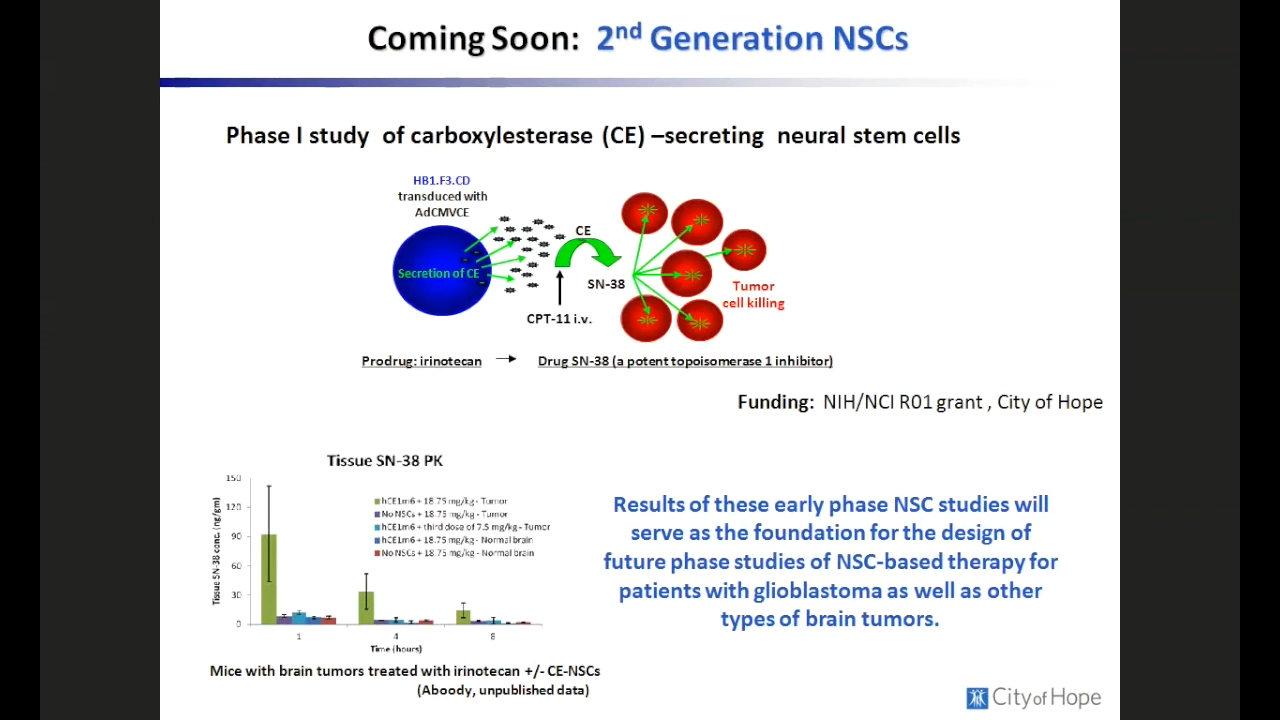 Coming Soon: 2nd Generation NSCs
Phase I study of carboxylesterase (CE) –secreting neural stem cells
HB1.F3.CD
transduced with
AdCMVCE
Secretion of CE
CE
SN-38
CPT-11 i.v.
Tumor
cell killing
Prodrug: irinotecan
Drug SN-38 (a potent topoisomerase 1 inhibitor)
Funding: NIH/NCI R01 grant , City of Hope
Tissue SN-38 PK
Tissue SN-38 conc. (ng/gm)
150
120
90
60
30
0
hCE1m6 + 18.75 mg/kg - Tumor
No NSCs + 18.75 mg/kg - Tumor
hCE1m6 + third dose of 7.5 mg/kg - Tumor
hCE1m6 + 18.75 mg/kg - Normal brain
No NSCs + 18.75 mg/kg - Normal brain
1 4 8
Time (hours)
Mice with brain tumors treated with irinotecan +/- CE-NSCs
(Aboody, unpublished data)
Results of these early phase NSC studies will
serve as the foundation for the design of
future phase studies of NSC-based therapy for
patients with glioblastoma as well as other
types of brain tumors.
City of Hope